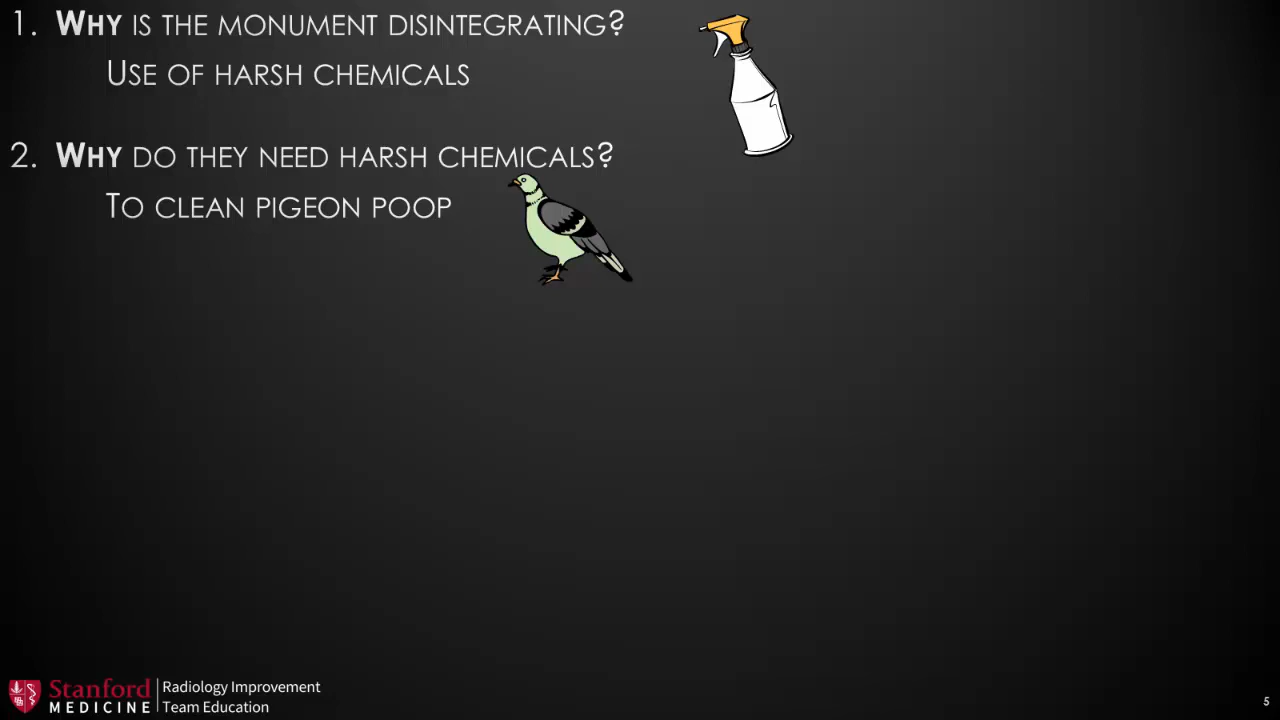 1. WHY IS THE MONUMENT DISINTEGRATING?
USE OF HARSH CHEMICALS
2. WHY DO THEY NEED HARSH CHEMICALS?
TO CLEAN PIGEON POOP
Stanford
MEDICINE
Radiology Improvement
Team Education
5